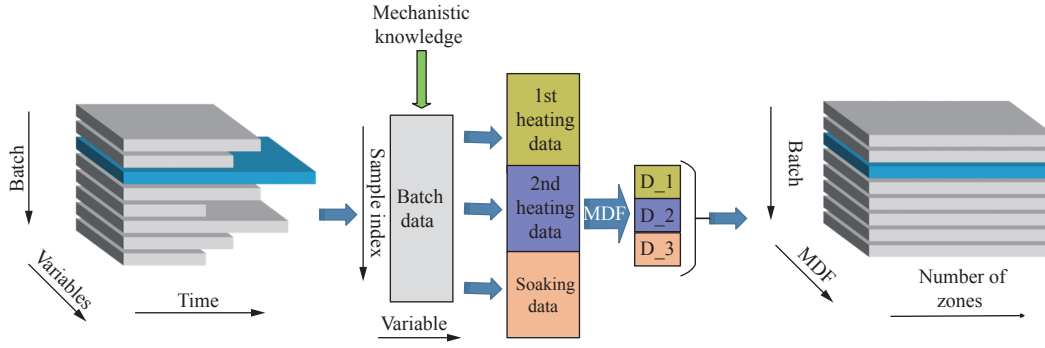 Mechanistic
knowledge
Batch
Variables
Time
Sample index
Batch
data
Variable
1st
heating
data
2nd
heating
data
Soaking
data
MDF
D_1
D_2
D_3
Batch
MDF
Number of
zones